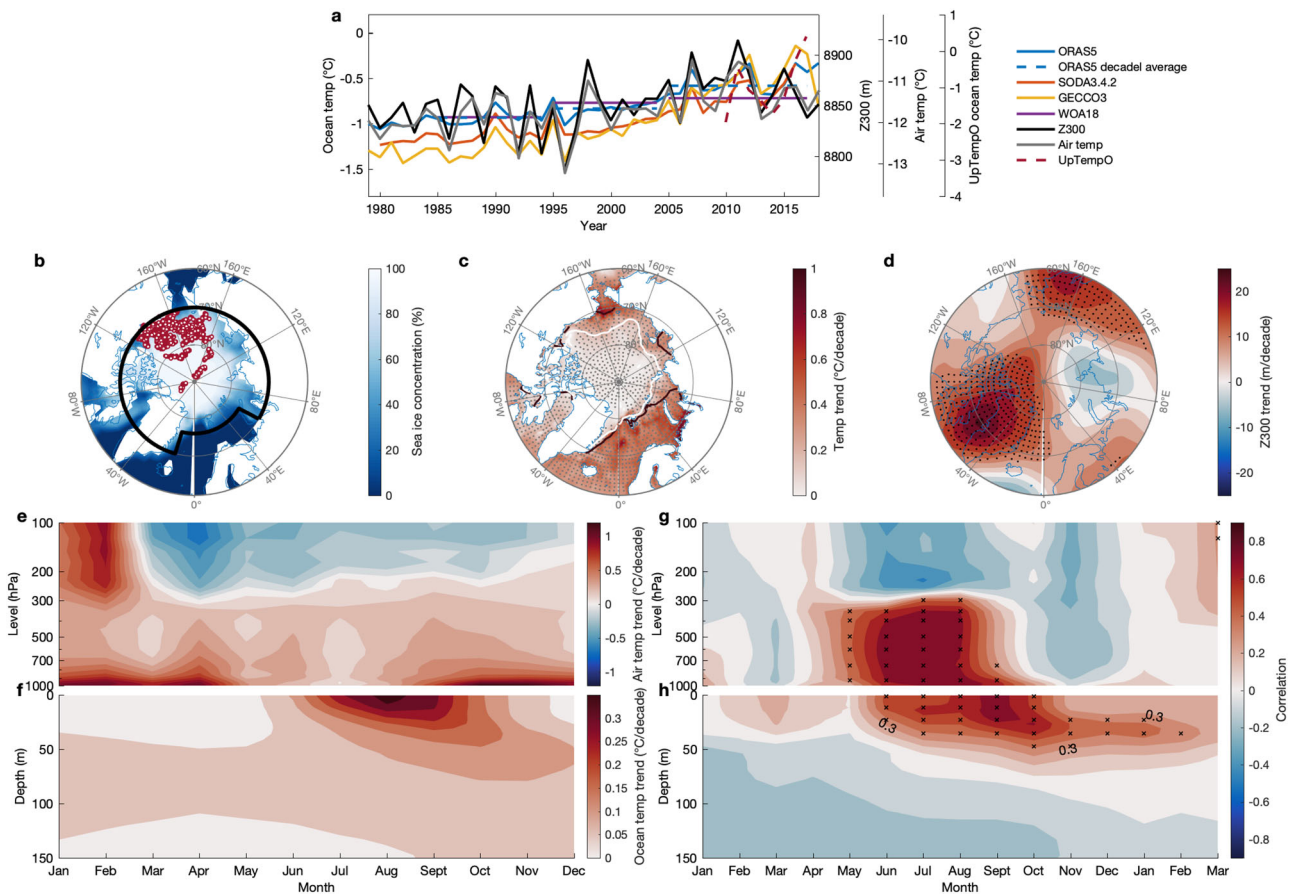 a
Ocean temp (°C)
0
-0.5
-1
-1.5
1980 1985 1990 1995 2000 2005 2010 2015
Year
8900
8850
8800
Z300 (m)
-10
-11
-12
-13
Air temp (°C)
1
0
-1
-2
-3
-4
UpTempO ocean temp (°C)
ORAS5
ORAS5 decadel average
SODA3.4.2
GECCO3
WOA18
Z300
Air temp
UpTempO
b
160°W 60°N 160°E
120°W 70°N 120°E
80°N
80°W 80°E
40°W 40°E
0°
100
80
60
40
20
0
Sea ice concentration (%)
c
160°W 60°N 160°E
120°W 70°N 120°E
80°N
80°W 80°E
40°W 40°E
0°
1
0.8
0.6
0.4
0.2
0
Temp trend (°C/decade)
d
160°W 60°N 160°E
120°W 70°N 120°E
80°N
80°W 80°E
40°W 40°E
0°
20
10
0
-10
-20
Z300 trend (m/decade)
e
Level (hPa)
100
200
300
500
700
1000
1
0.5
0
-0.5
-1
Air temp trend (°C/decade)
f
Depth (m)
0
50
100
150
Jan Feb Mar Apr May Jun Jul Aug Sept Oct Nov Dec
Month
0.3
0.25
0.2
0.15
0.1
0.05
0
Ocean temp trend (°C/decade)
g
Level (hPa)
100
200
300
500
700
1000
h
Depth (m)
0
50
100
150
0.3
0.3
0.3
Jan Feb Mar Apr May Jun Jul Aug Sep Oct Nov Dec Jan Feb Mar
Month
0.8
0.6
0.4
0.2
0
-0.2
-0.4
-0.6
-0.8
Correlation